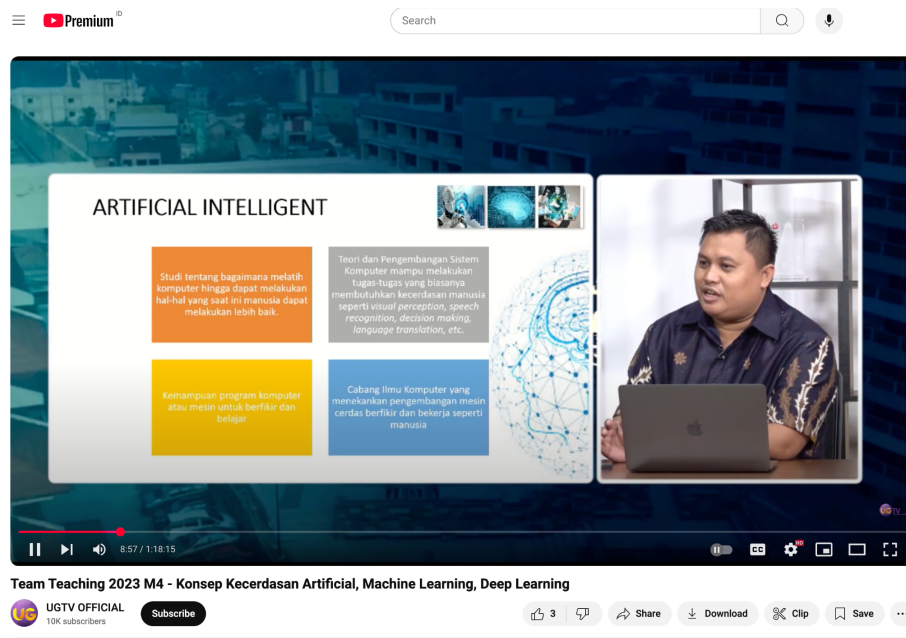 Premium ID
Search
ARTIFICIAL INTELLIGENT
Studi tentang bagaimana melatih
komputer hingga dapat melakukan
hal-hal yang saat ini manusia dapat
melakukan lebih baik.
Teori dan Pengembangan Sistem
Komputer mampu melakukan
tugas-tugas yang biasanya
membutuhkan kecerdasan manusia
seperti visual perception, speech
recognition, decision making,
language translation, etc.
Kemampuan program komputer
atau mesin untuk berfikir dan
belajar
Cabang Ilmu Komputer yang
menekankan pengembangan mesin
cerdas berfikir dan bekerja seperti
manusia
UGTV
8:57 / 1:18:15
CC
HD
Team Teaching 2023 M4 - Konsep Kecerdasan Artificial, Machine Learning, Deep Learning
UG
UGTV OFFICIAL
10K subscribers
Subscribe
3
Share
Download
Clip
Save